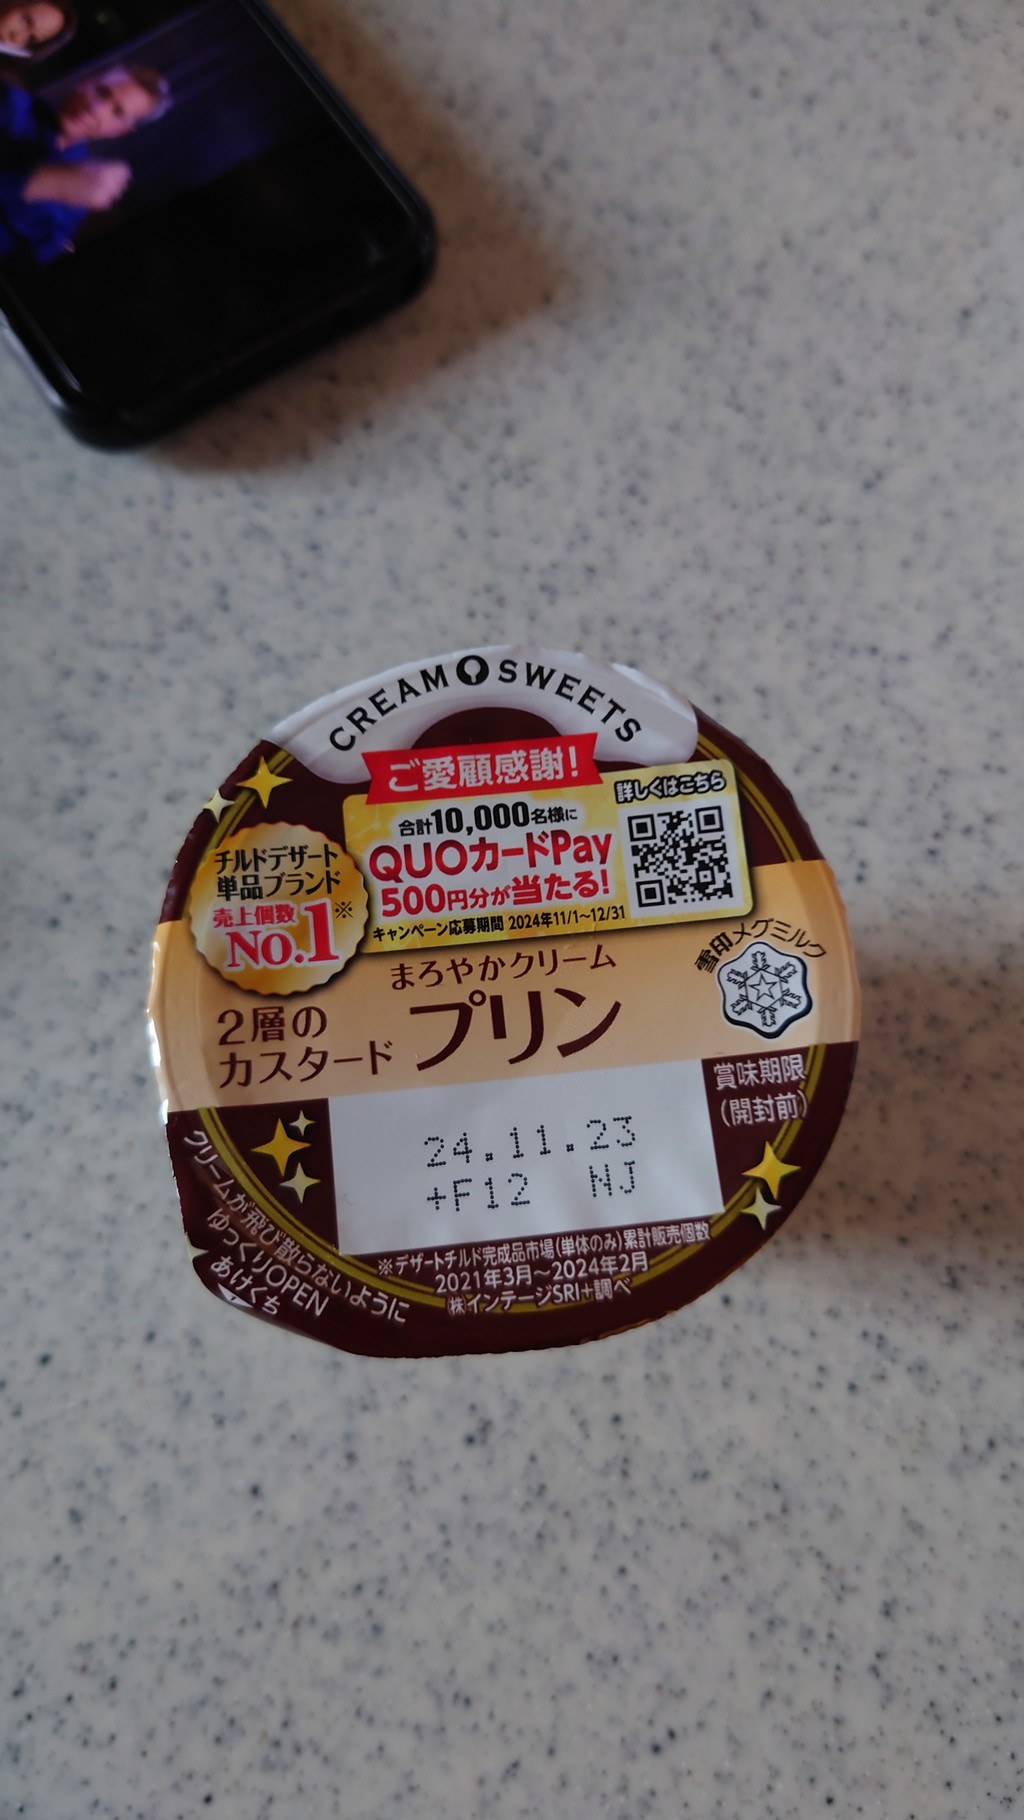 CREAM SWEETS
ご愛顧感謝!
詳しくはこちら
合計10,000名様に
QUOカードPay
500円分が当たる!
キャンペーン応募期間 2024年11/1~12/31
チルドデザート
単品ブランド
売上個数
No.1※
雪印メグミルク
まろやかクリーム
2層の
カスタード
プリン
賞味期限
(開封前)
24.11.23
+F12 NJ
クリームが飛び散らないように
ゆっくりOPEN
あけくち
※デザートチルド完成品市場(単体のみ)累計販売個数
2021年3月~2024年2月
㈱インテージSRI+調べ